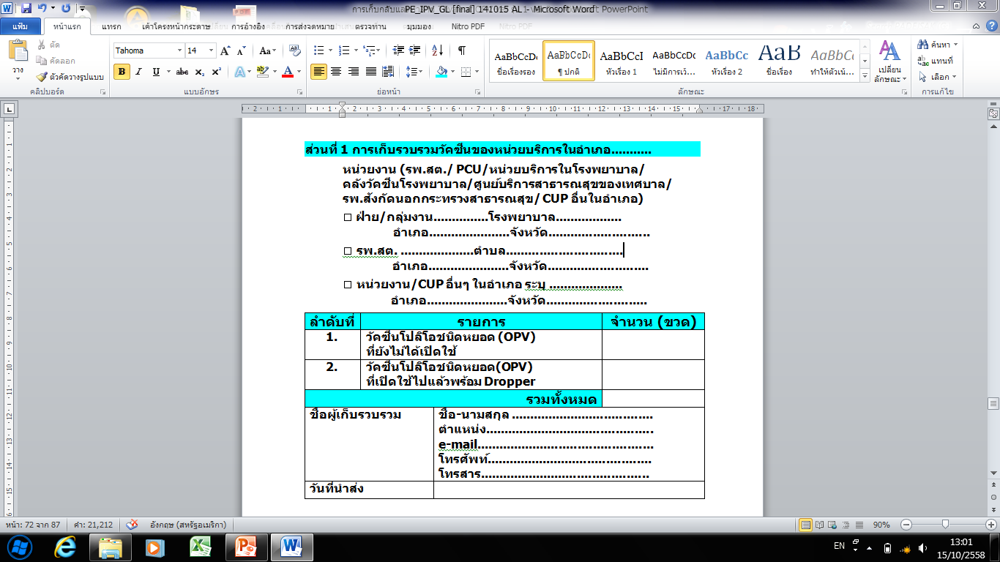 PE_IPV_GL [final] 141015 AL1 - Microsoft Word
แฟ้ม หน้าแรก แทรก เค้าโครงหน้ากระดาษ การอ้างอิง การส่งจดหมาย ตรวจทาน มุมมอง Nitro PDF
วาง ตัด คัดลอก ตัวคัดวางรูปแบบ
Tahoma 14
AaBbCcDc AaBbCcDc AaBbCcI AaBbCcDc AaBbCc AaB AaBbCcL
ชื่อเรื่องรอง ¶ ปกติ หัวเรื่อง 1 ไม่มีการเว้... หัวเรื่อง 2 ชื่อเรื่อง ทำให้ตัวเน้...
เปลี่ยนลักษณะ
ค้นหา
แทนที่
เลือก
คลิปบอร์ด แบบอักษร ย่อหน้า ลักษณะ การแก้ไข
ส่วนที่ 1 การเก็บรวบรวมวัคซีนของหน่วยบริการในอำเภอ...........
หน่วยงาน (รพ.สต./ PCU/หน่วยบริการในโรงพยาบาล/
คลังวัคซีนโรงพยาบาล/ศูนย์บริการสาธารณสุขของเทศบาล/
รพ.สังกัดนอกกระทรวงสาธารณสุข/ CUP อื่นในอำเภอ)
□ ฝ่าย/กลุ่มงาน...............โรงพยาบาล..................
อำเภอ......................จังหวัด............................
□ รพ.สต. ....................ตำบล................................
อำเภอ......................จังหวัด............................
□ หน่วยงาน/CUP อื่นๆ ในอำเภอ ระบุ ....................
อำเภอ......................จังหวัด............................
ลำดับที่ รายการ จำนวน (ขวด)
1. วัคซีนโปลิโอชนิดหยอด (OPV)
ที่ยังไม่ได้เปิดใช้
2. วัคซีนโปลิโอชนิดหยอด(OPV)
ที่เปิดใช้ไปแล้วพร้อม Dropper
รวมทั้งหมด
ชื่อผู้เก็บรวบรวม ชื่อ-นามสกุล .......................................
ตำแหน่ง..............................................
e-mail................................................
โทรศัพท์.............................................
โทรสาร..............................................
วันที่นำส่ง
หน้า: 72 จาก 87 คำ: 21,212 อังกฤษ (สหรัฐอเมริกา) 90%
EN 13:01
15/10/2558